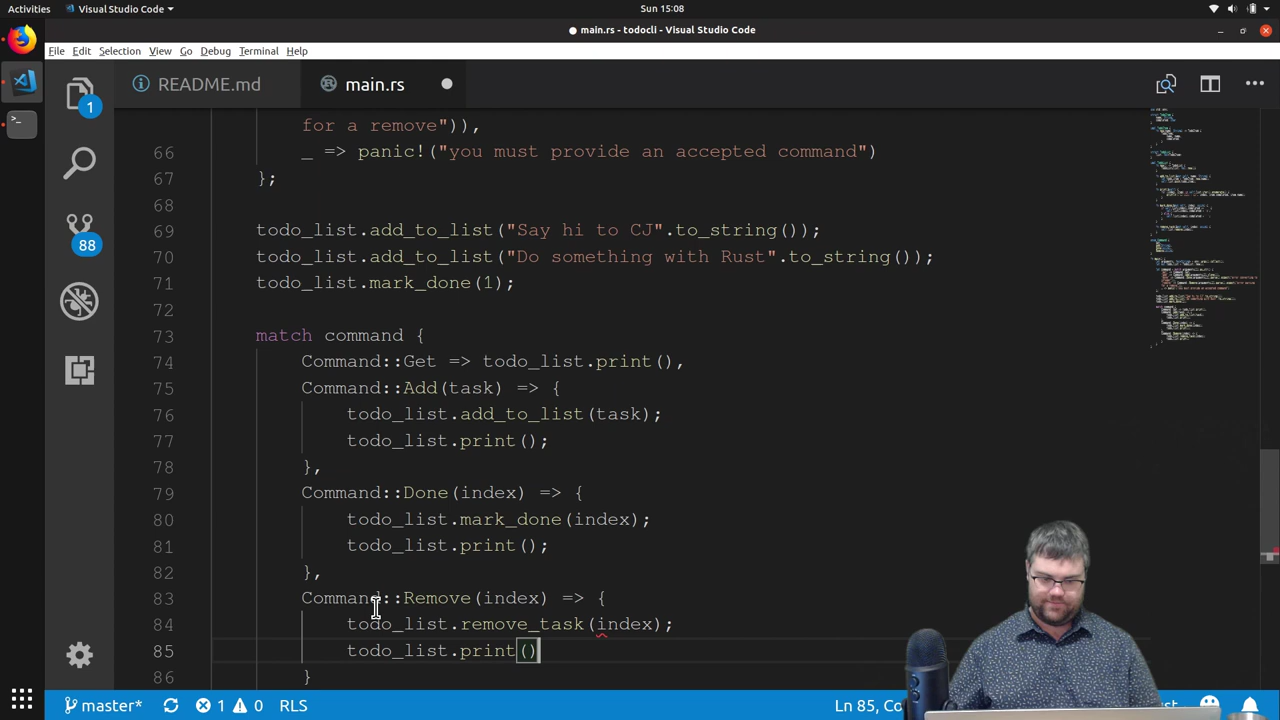 Activities
Visual Studio Code
Sun 15:08
● main.rs - todocli - Visual Studio Code
File Edit Selection View Go Debug Terminal Help
README.md
main.rs
1
88
for a remove")),
66 _ => panic!("you must provide an accepted command")
67 };
68
69 todo_list.add_to_list("Say hi to CJ".to_string());
70 todo_list.add_to_list("Do something with Rust".to_string());
71 todo_list.mark_done(1);
72
73 match command {
74 Command::Get => todo_list.print(),
75 Command::Add(task) => {
76 todo_list.add_to_list(task);
77 todo_list.print();
78 },
79 Command::Done(index) => {
80 todo_list.mark_done(index);
81 todo_list.print();
82 },
83 Command::Remove(index) => {
84 todo_list.remove_task(index);
85 todo_list.print()
86 }
master* 1 0 RLS
Ln 85, Co